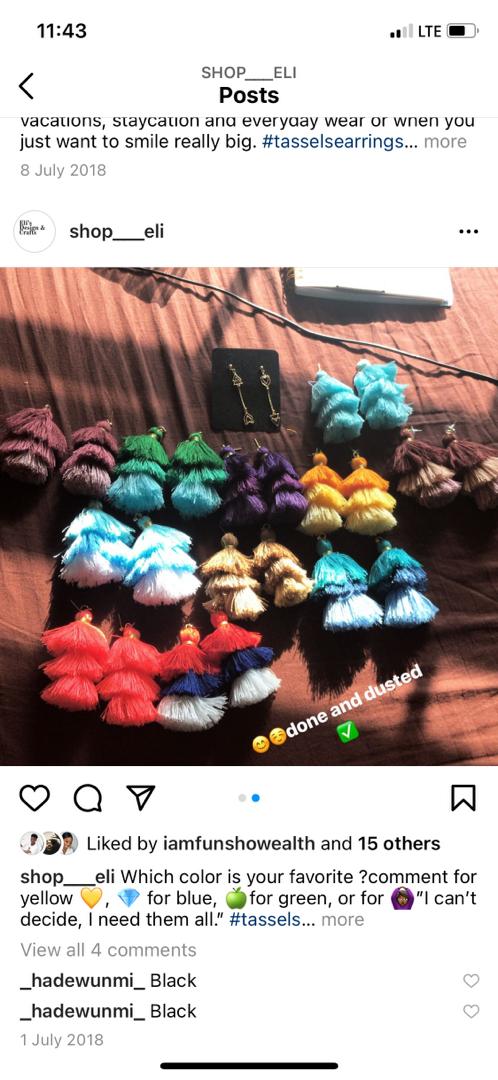 11:43
LTE
SHOP___ELI
Posts
vacations, staycation and everyday wear or when you
just want to smile really big. #tasselsearrings... more
8 July 2018
Eli's
Design &
Crafts
shop___eli
😊☺️done and dusted
✅
Liked by iamfunshowealth and 15 others
shop___eli Which color is your favorite ?comment for
yellow 💛, 💎 for blue, 🍏for green, or for 🙆🏿‍♀️"I can't
decide, I need them all." #tassels... more
View all 4 comments
_hadewunmi_ Black
_hadewunmi_ Black
1 July 2018